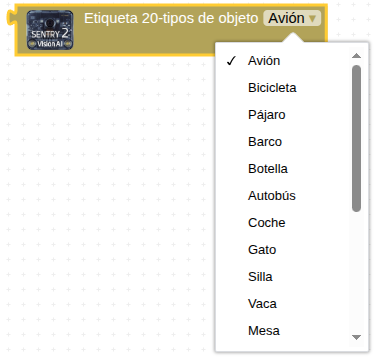 Etiqueta 20-tipos de objeto Avión
SENTRY 2
Vision AI
Avión
Bicicleta
Pájaro
Barco
Botella
Autobús
Coche
Gato
Silla
Vaca
Mesa